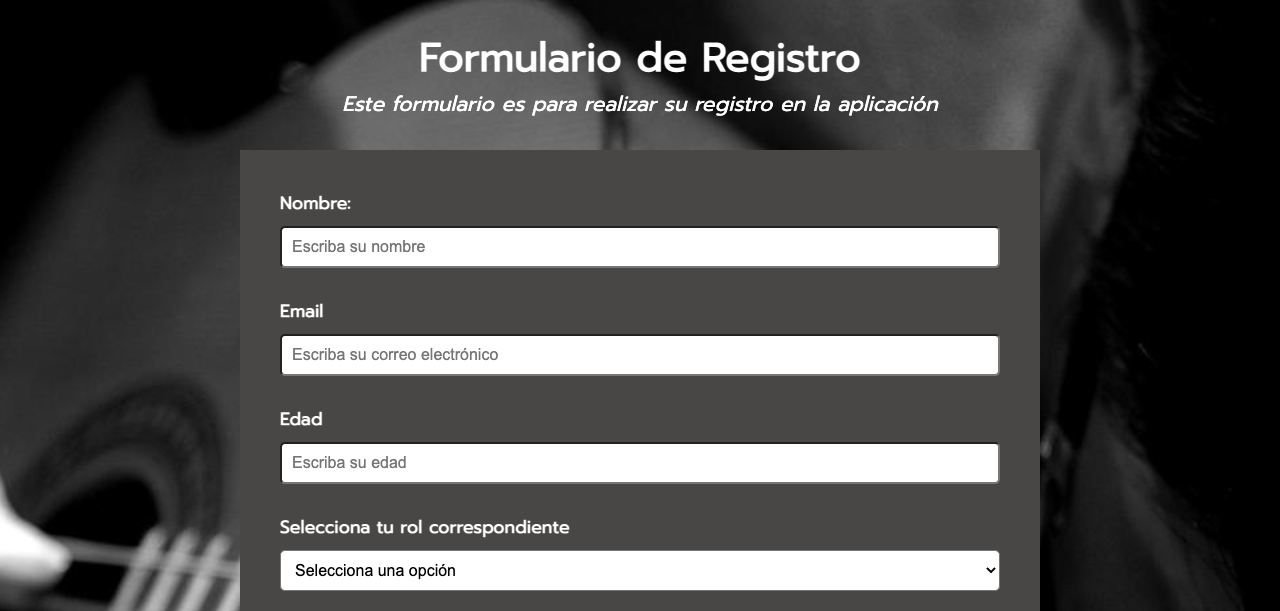 Formulario de Registro
Este formulario es para realizar su registro en la aplicación
Nombre:
Escriba su nombre
Email
Escriba su correo electrónico
Edad
Escriba su edad
Selecciona tu rol correspondiente
Selecciona una opción